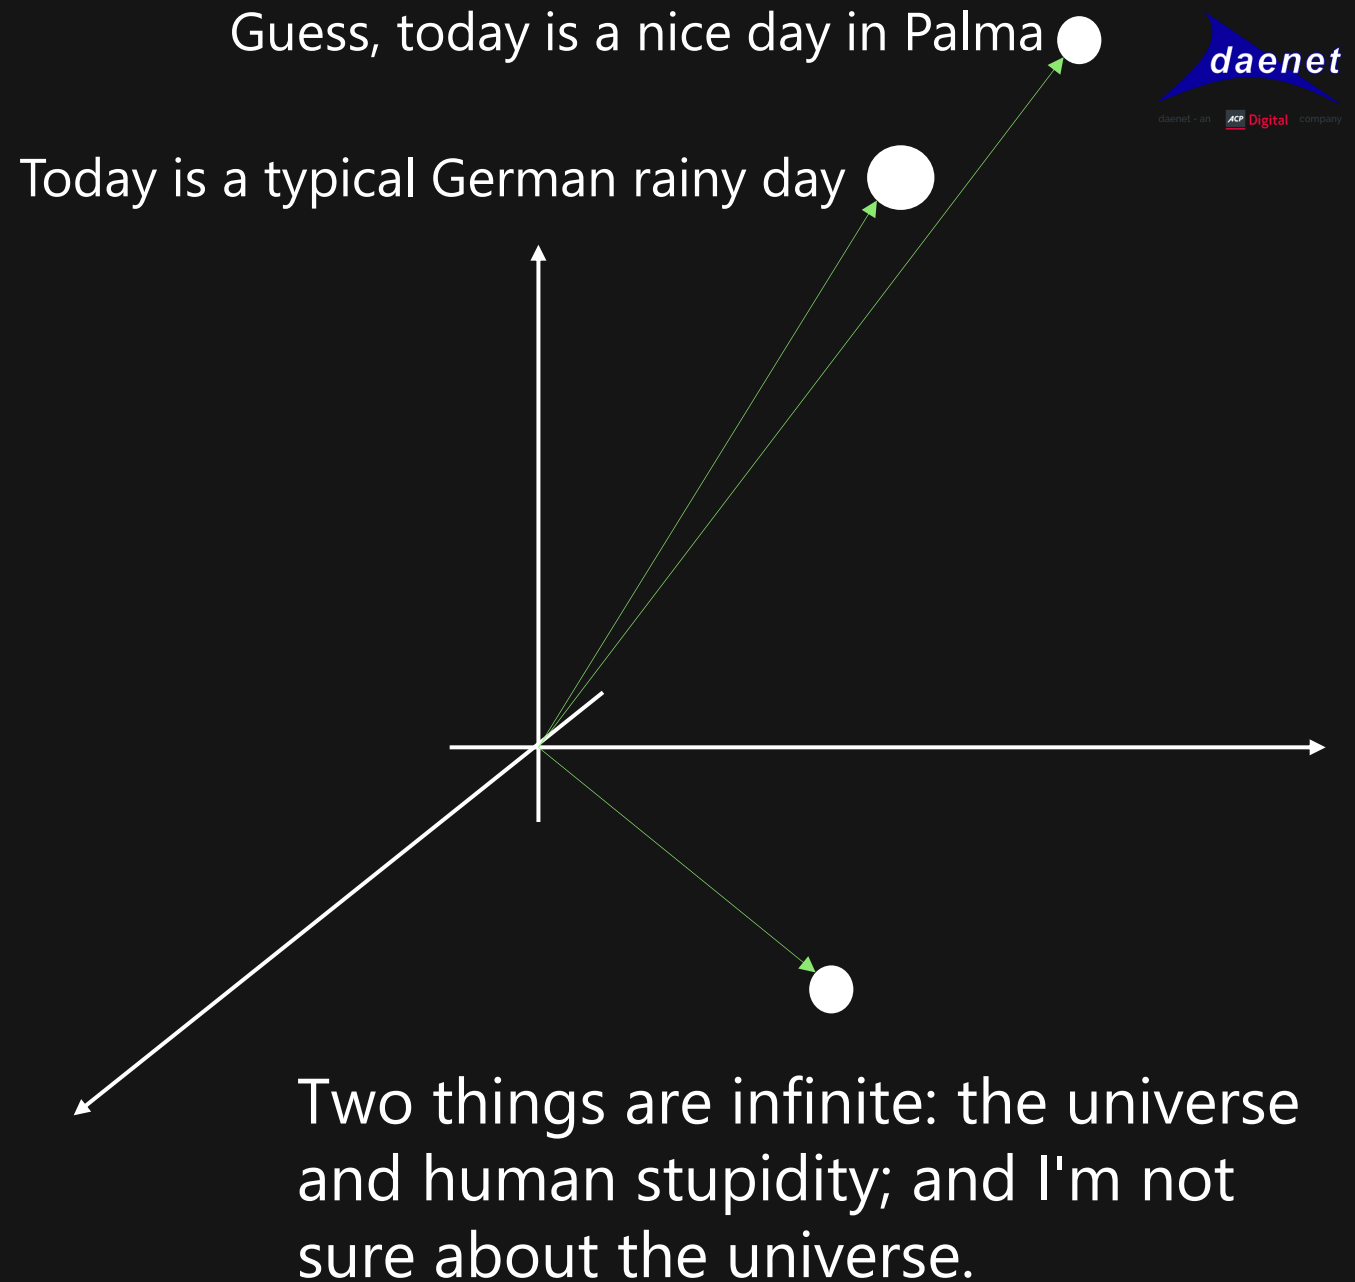 Guess, today is a nice day in Palma
daenet
daenet - an ACP Digital company
Today is a typical German rainy day
Two things are infinite: the universe
and human stupidity; and I'm not
sure about the universe.